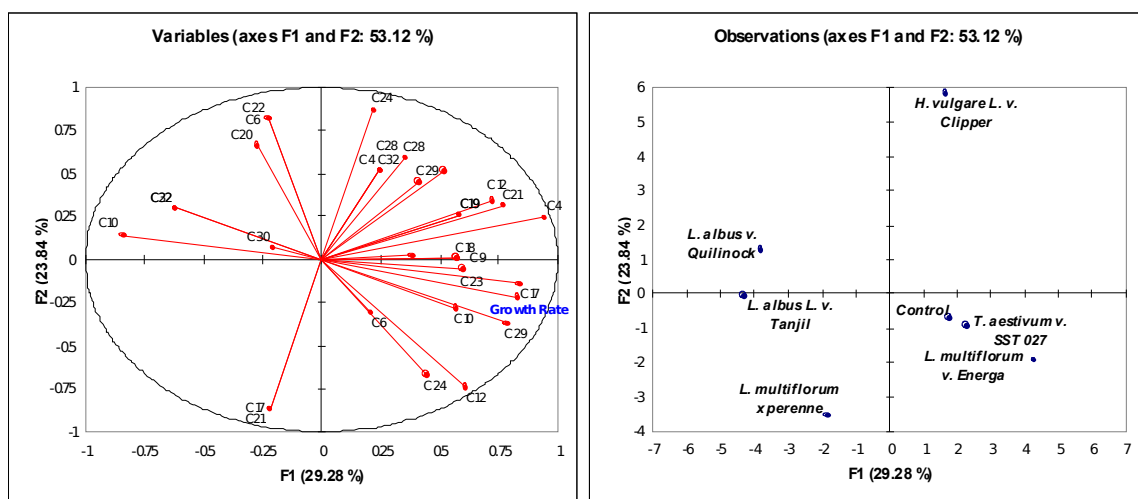 Variables (axes F1 and F2: 53.12 %)
C24
C22
C6
C20
C28
C28
C4
C32
C29
C12
C21
C19
C4
C10
C30
C18
C9
C23
C17
Growth Rate
C6
C10
C29
C24
C12
C17
C21
1
0.75
0.5
0.25
0
-0.25
-0.5
-0.75
-1
-1
-0.75
-0.5
-0.25
0
0.25
0.5
0.75
1
F2 (23.84 %)
F1 (29.28 %)
Observations (axes F1 and F2: 53.12 %)
H. vulgare L. v.
Clipper
L. albus v.
Quilinock
L. albus L. v.
Tanjil
Control
T. aestivum v.
SST 027
L. multiflorum
v. Energa
L. multiflorum
x perenne
6
5
4
3
2
1
0
-1
-2
-3
-4
-7
-6
-5
-4
-3
-2
-1
0
1
2
3
4
5
6
7
F2 (23.84 %)
F1 (29.28 %)